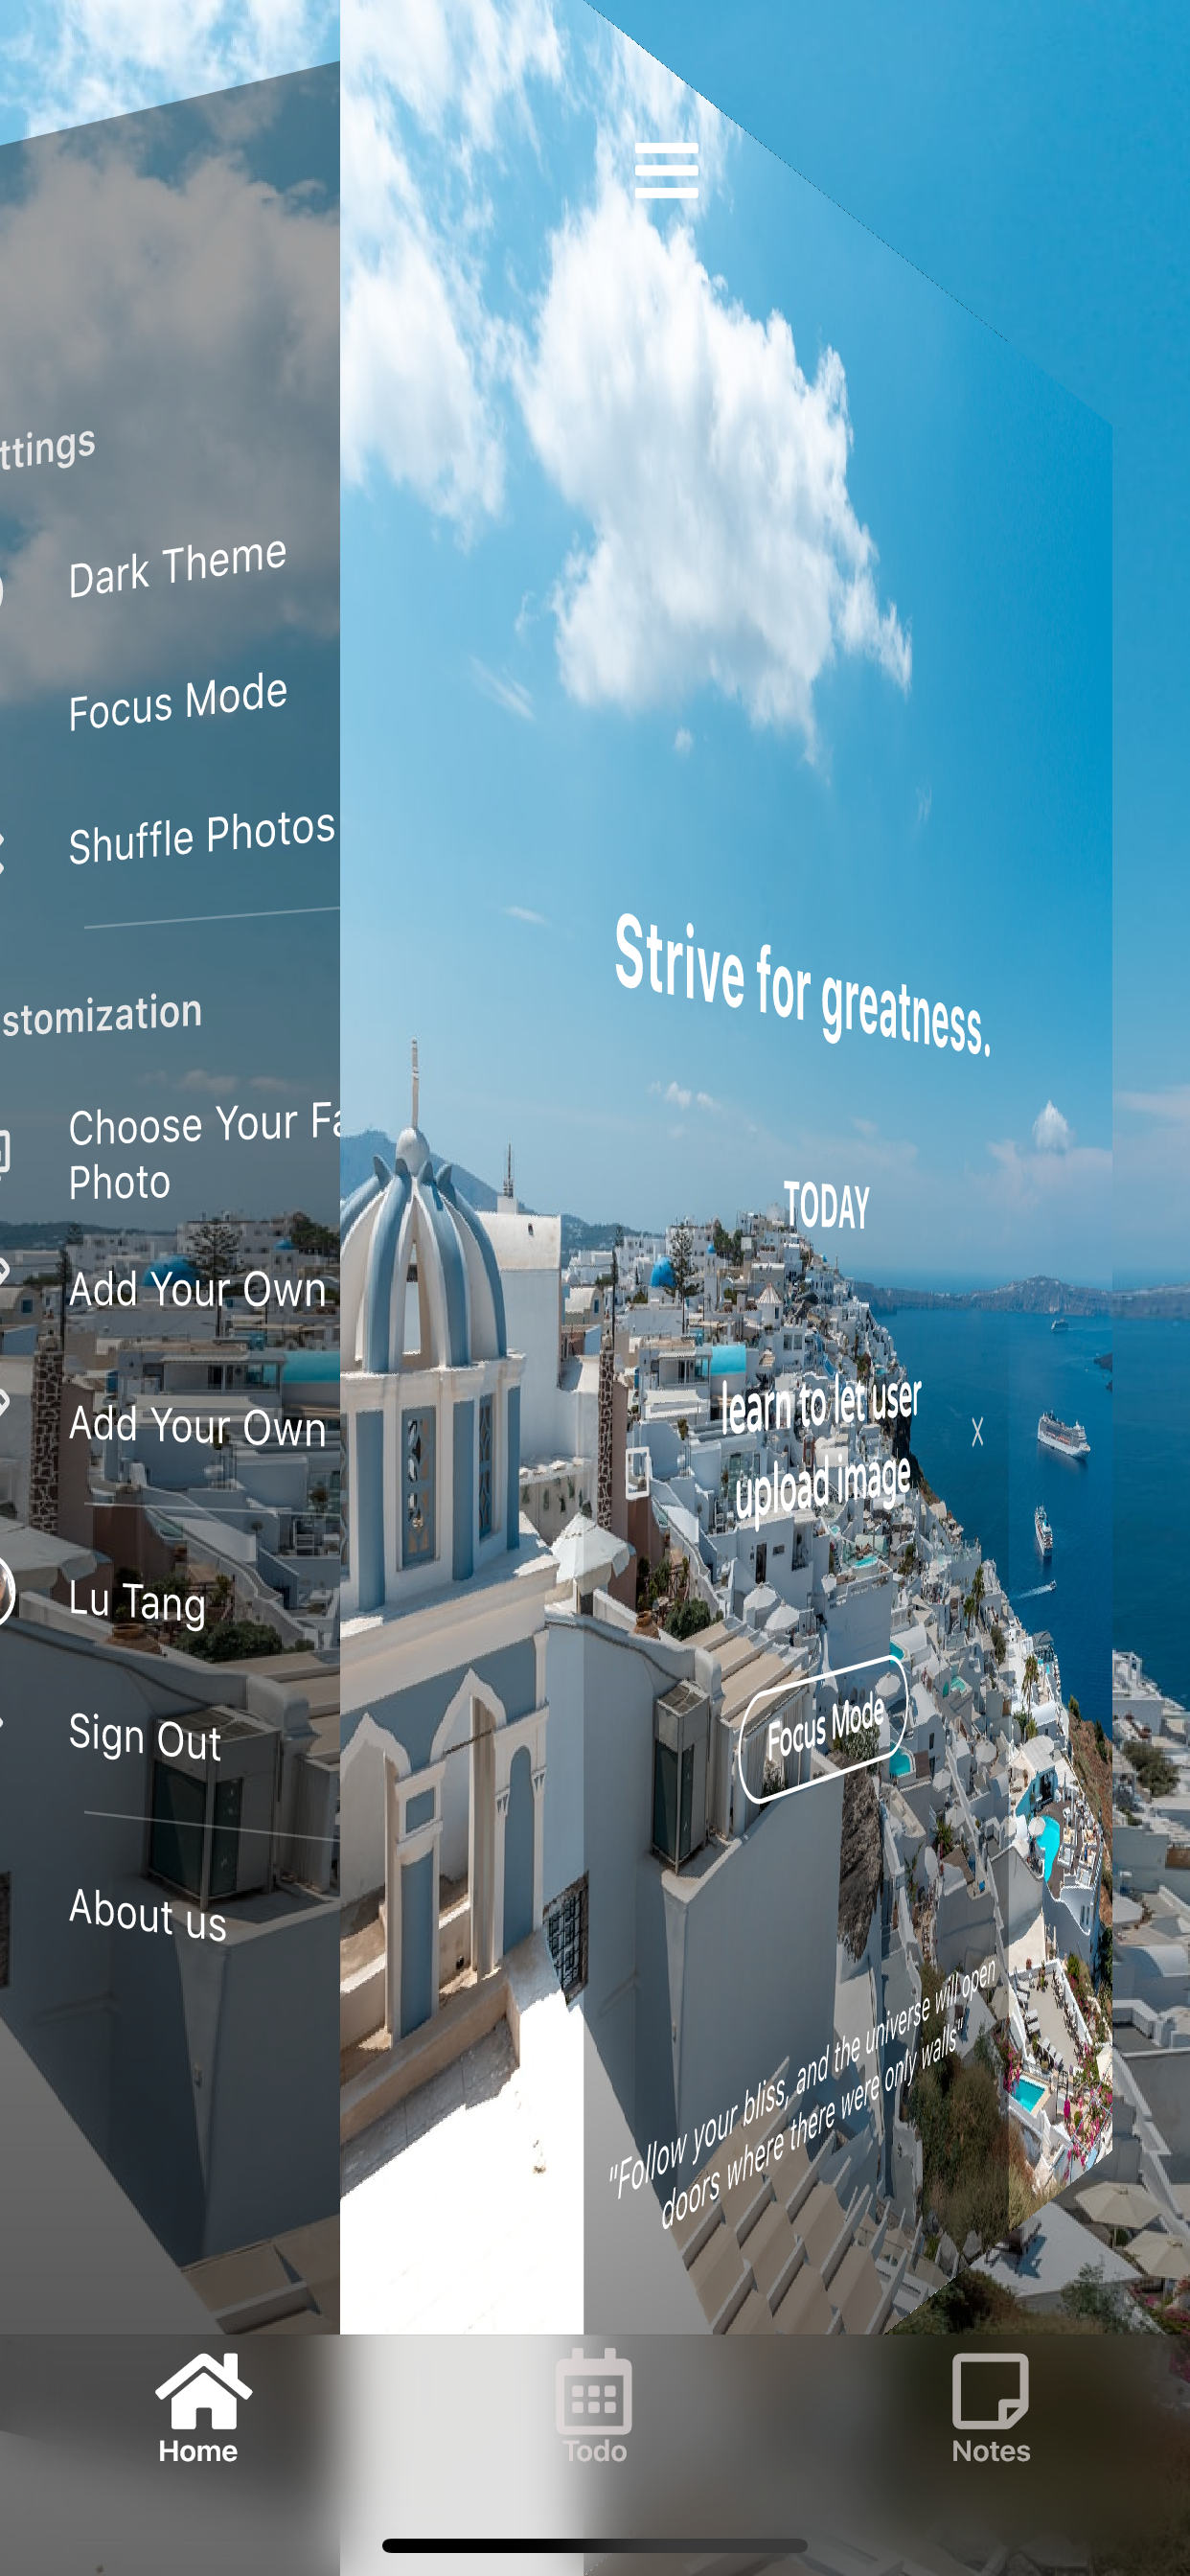 ttings
Dark Theme
Focus Mode
Shuffle Photos
stomization
Choose Your Fa
Photo
Add Your Own
Add Your Own
Lu Tang
Sign Out
About us
Strive for greatness.
TODAY
learn to let user
upload image
X
Focus Mode
"Follow your bliss, and the universe will open
doors where there were only walls"
Home
Todo
Notes